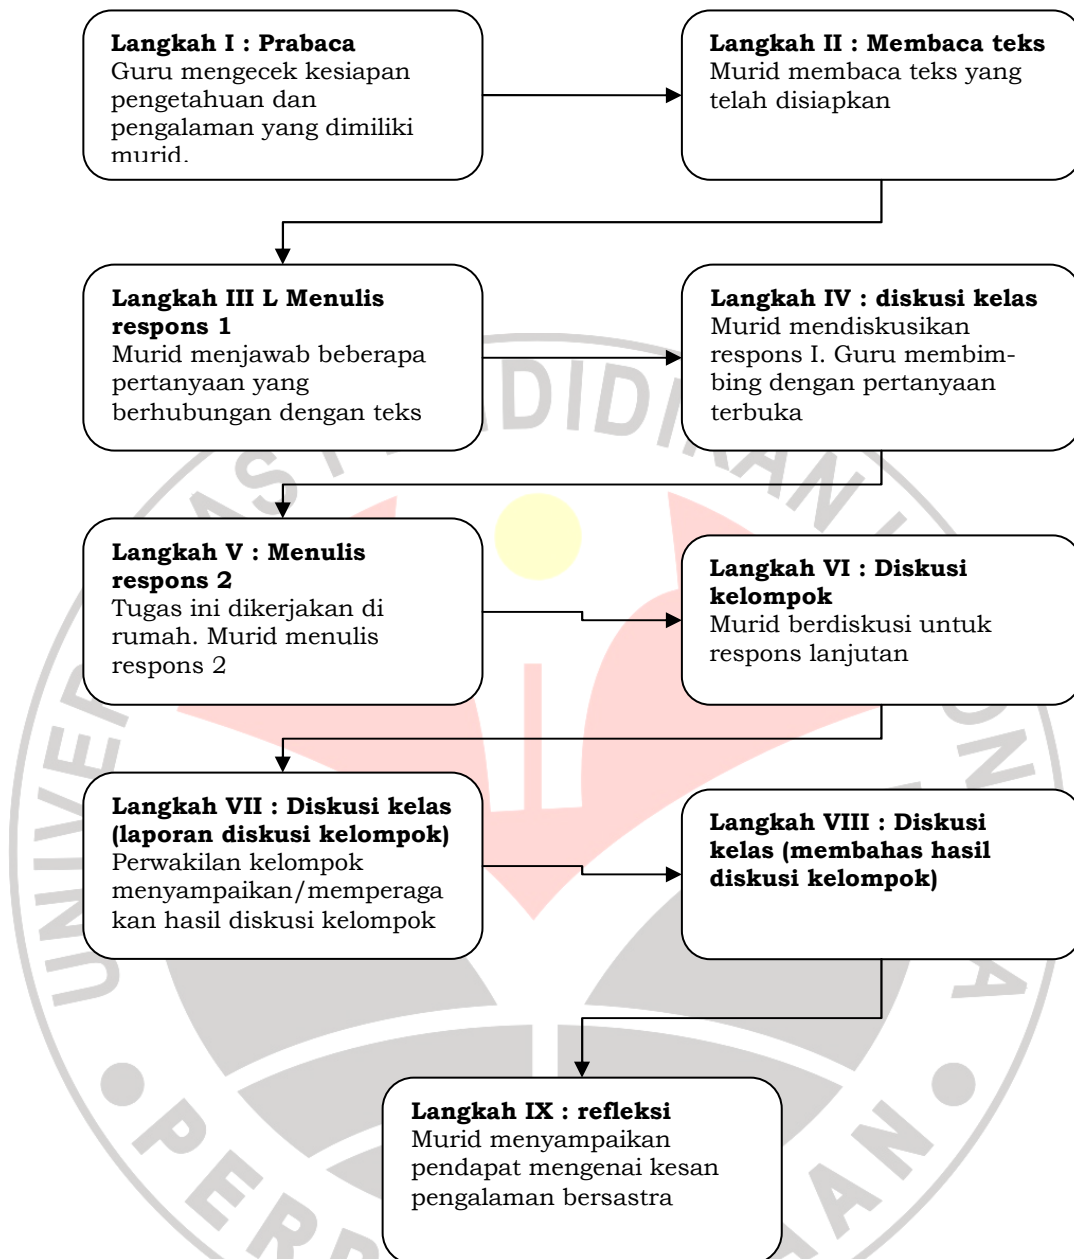 Langkah I : Prabaca
Guru mengecek kesiapan
pengetahuan dan
pengalaman yang dimiliki
murid.
Langkah II : Membaca teks
Murid membaca teks yang
telah disiapkan
Langkah III L Menulis
respons 1
Murid menjawab beberapa
pertanyaan yang
berhubungan dengan teks
Langkah IV : diskusi kelas
Murid mendiskusikan
respons I. Guru membim-
bing dengan pertanyaan
terbuka
Langkah V : Menulis
respons 2
Tugas ini dikerjakan di
rumah. Murid menulis
respons 2
Langkah VI : Diskusi
kelompok
Murid berdiskusi untuk
respons lanjutan
Langkah VII : Diskusi kelas
(laporan diskusi kelompok)
Perwakilan kelompok
menyampaikan/memperaga
kan hasil diskusi kelompok
Langkah VIII : Diskusi
kelas (membahas hasil
diskusi kelompok)
Langkah IX : refleksi
Murid menyampaikan
pendapat mengenai kesan
pengalaman bersastra